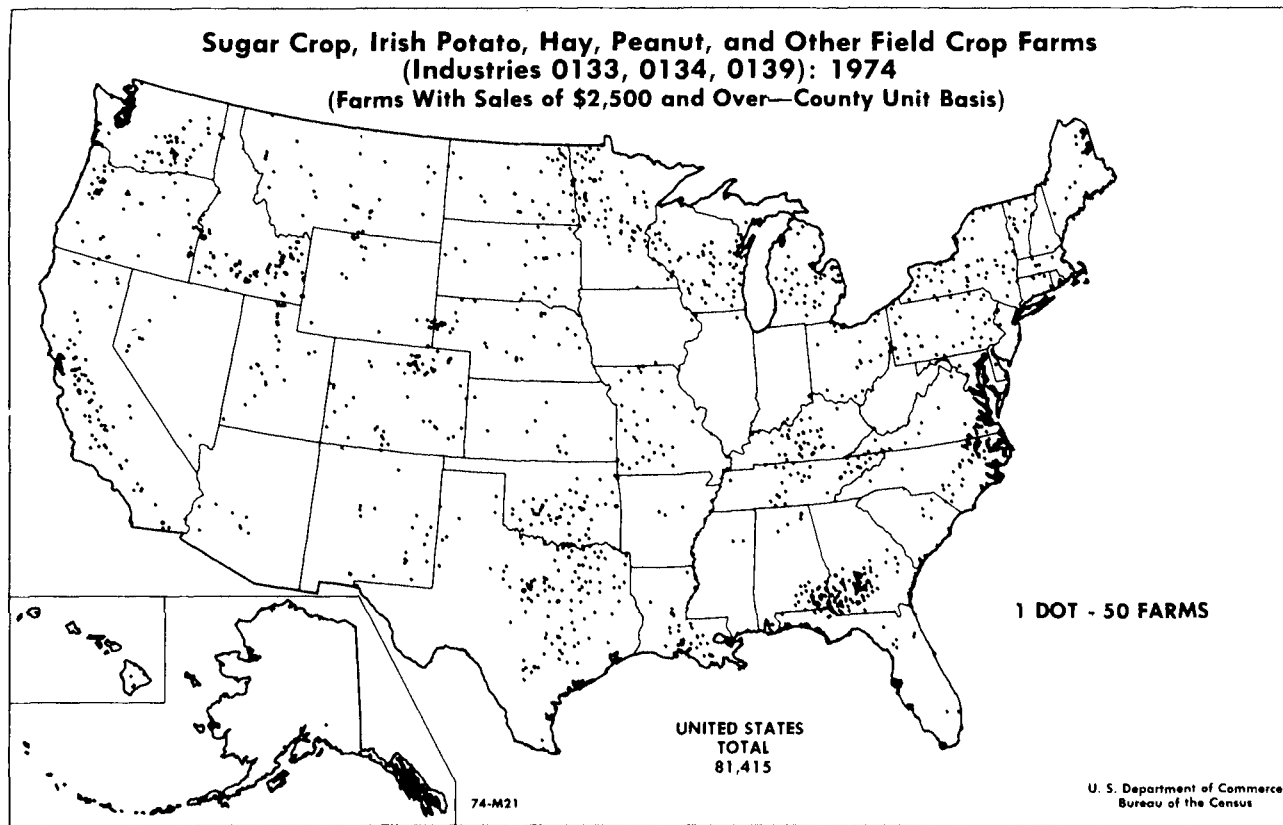 Sugar Crop, Irish Potato, Hay, Peanut, and Other Field Crop Farms
(Industries 0133, 0134, 0139): 1974
(Farms With Sales of $2,500 and Over—County Unit Basis)
1 DOT - 50 FARMS
UNITED STATES
TOTAL
81,415
74-M21
U. S. Department of Commerce
Bureau of the Census